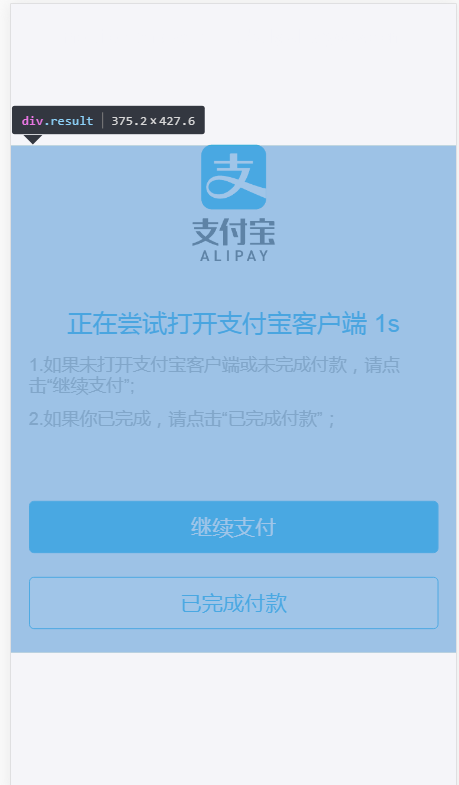 div.result 375.2×427.6
支
支付宝
ALIPAY
正在尝试打开支付宝客户端 1s
1.如果未打开支付宝客户端或未完成付款，请点
击“继续支付”;
2.如果你已完成，请点击“已完成付款”；
继续支付
已完成付款